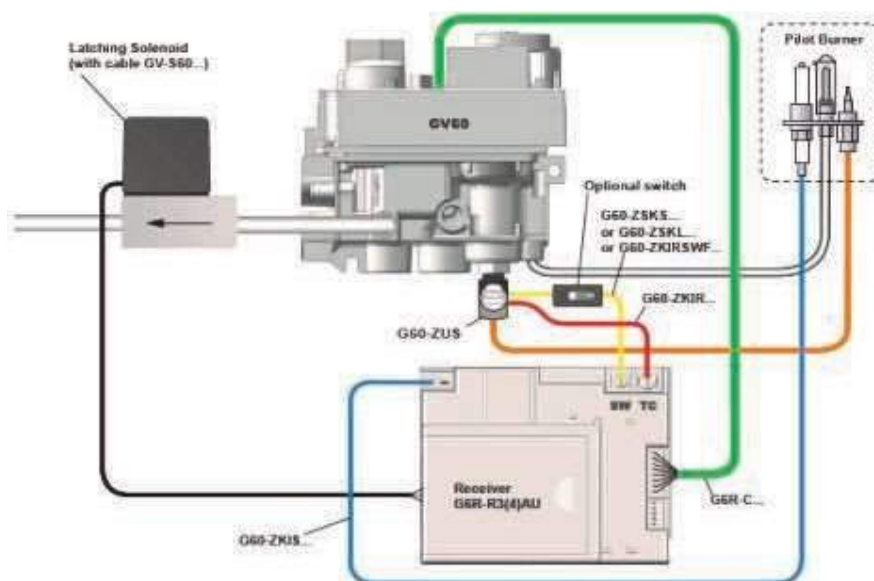 Latching Solenoid
(with cable GV-S60...)
Pilot Burner
GV60
Optional switch
G60-ZSKS...
or G60-ZSKL...
or G60-ZKIRSWF...
G60-ZKIR...
G60-ZUS
SW TC
Receiver
G6R-R3(4)AU
G6R-C...
G60-ZKIS...